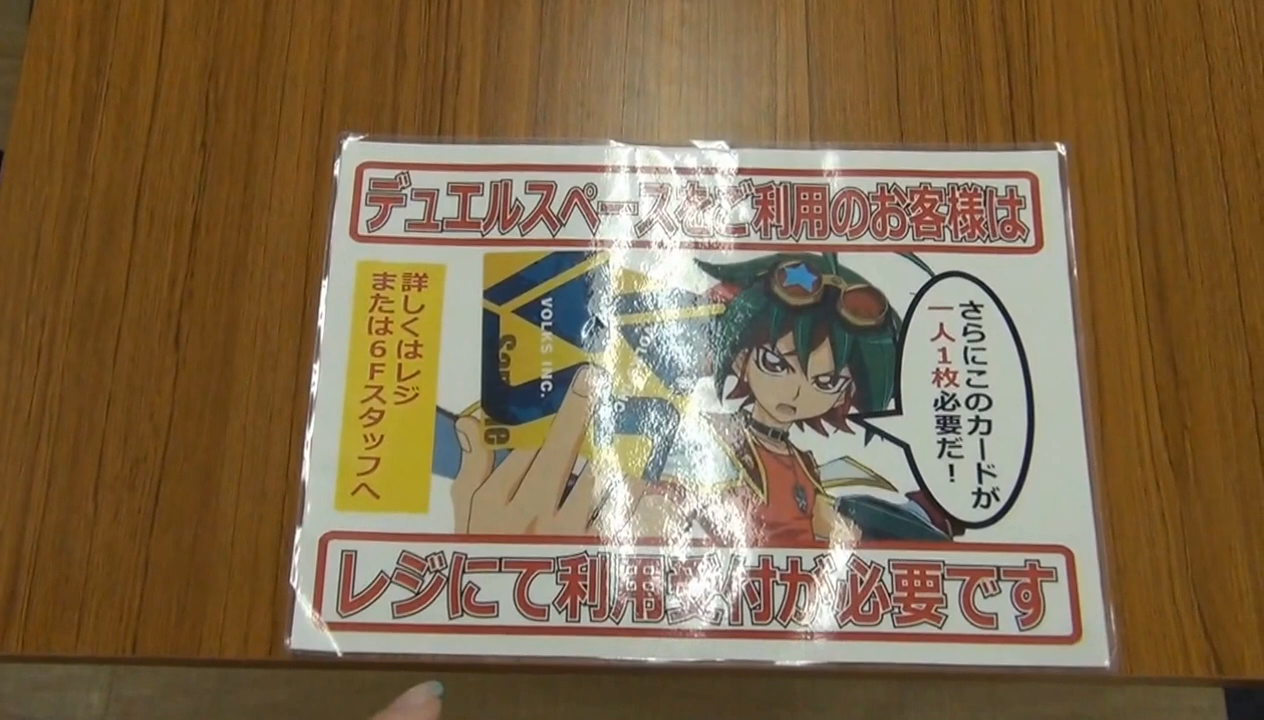 デュエルスペースをご利用のお客様は
さらにこのカードが
一人1枚必要だ!
VOLKS INC.
詳しくはレジ
または6Fスタッフへ
レジにて利用受付が必要です